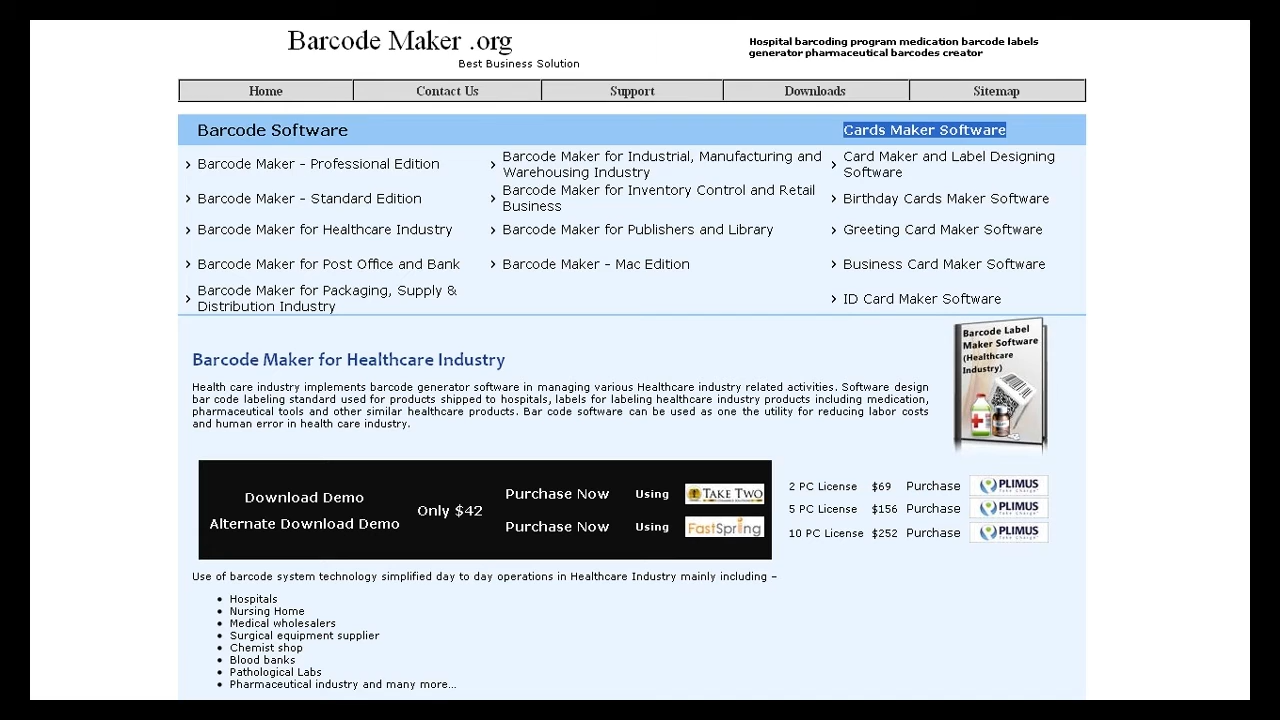 Barcode Maker .org
Best Business Solution
Hospital barcoding program medication barcode labels
generator pharmaceutical barcodes creator
Home
Contact Us
Support
Downloads
Sitemap
Barcode Software
Cards Maker Software
› Barcode Maker - Professional Edition
› Barcode Maker for Industrial, Manufacturing and
Warehousing Industry
› Card Maker and Label Designing
Software
› Barcode Maker - Standard Edition
› Barcode Maker for Inventory Control and Retail
Business
› Birthday Cards Maker Software
› Barcode Maker for Healthcare Industry
› Barcode Maker for Publishers and Library
› Greeting Card Maker Software
› Barcode Maker for Post Office and Bank
› Barcode Maker - Mac Edition
› Business Card Maker Software
› Barcode Maker for Packaging, Supply &
Distribution Industry
› ID Card Maker Software
Barcode Label
Maker Software
(Healthcare
Industry)
Barcode Maker for Healthcare Industry
Health care industry implements barcode generator software in managing various Healthcare industry related activities. Software design
bar code labeling standard used for products shipped to hospitals, labels for labeling healthcare industry products including medication,
pharmaceutical tools and other similar healthcare products. Bar code software can be used as one the utility for reducing labor costs
and human error in health care industry.
Download Demo
Alternate Download Demo
Only $42
Purchase Now Using TAKE TWO
Purchase Now Using FastSpring
2 PC License $69 Purchase PLIMUS
5 PC License $156 Purchase PLIMUS
10 PC License $252 Purchase PLIMUS
Use of barcode system technology simplified day to day operations in Healthcare Industry mainly including –
• Hospitals
• Nursing Home
• Medical wholesalers
• Surgical equipment supplier
• Chemist shop
• Blood banks
• Pathological Labs
• Pharmaceutical industry and many more...